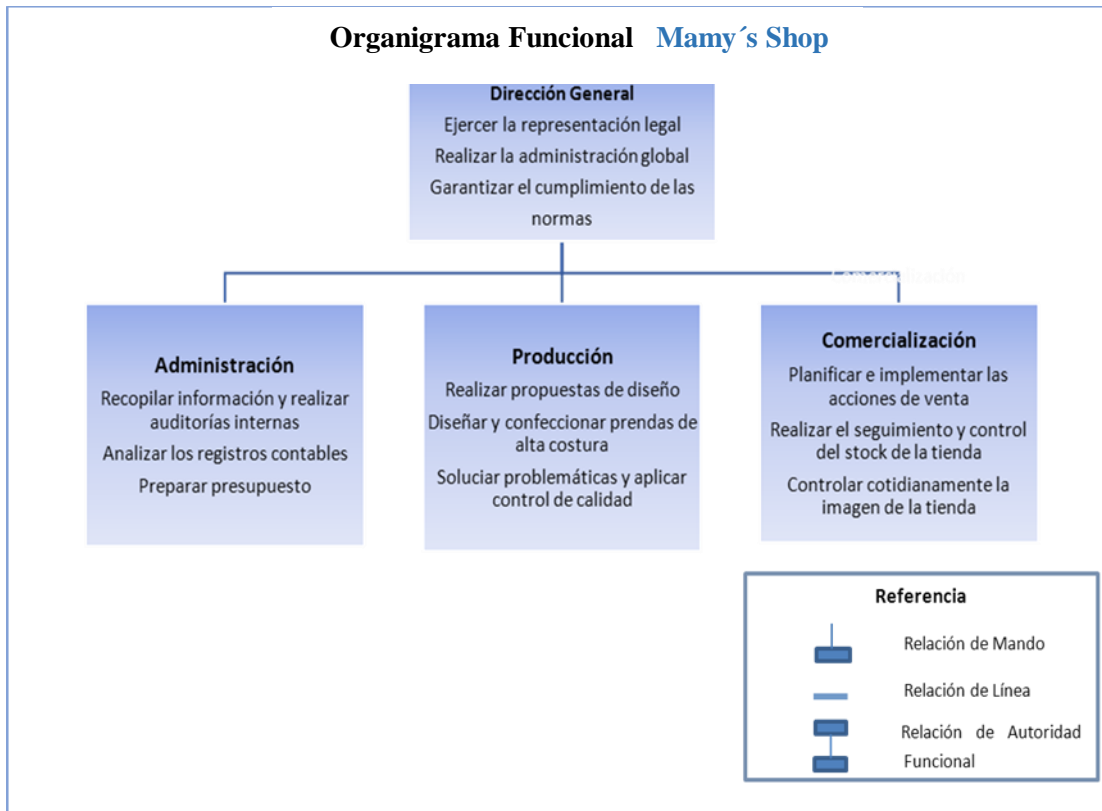 Organigrama Funcional Mamy´s Shop
Dirección General
Ejercer la representación legal
Realizar la administración global
Garantizar el cumplimiento de las
normas
Comercialización
Administración
Recopilar información y realizar
auditorías internas
Analizar los registros contables
Preparar presupuesto
Producción
Realizar propuestas de diseño
Diseñar y confeccionar prendas de
alta costura
Soluciar problemáticas y aplicar
control de calidad
Comercialización
Planificar e implementar las
acciones de venta
Realizar el seguimiento y control
del stock de la tienda
Controlar cotidianamente la
imagen de la tienda
Referencia
Relación de Mando
Relación de Línea
Relación de Autoridad
Funcional